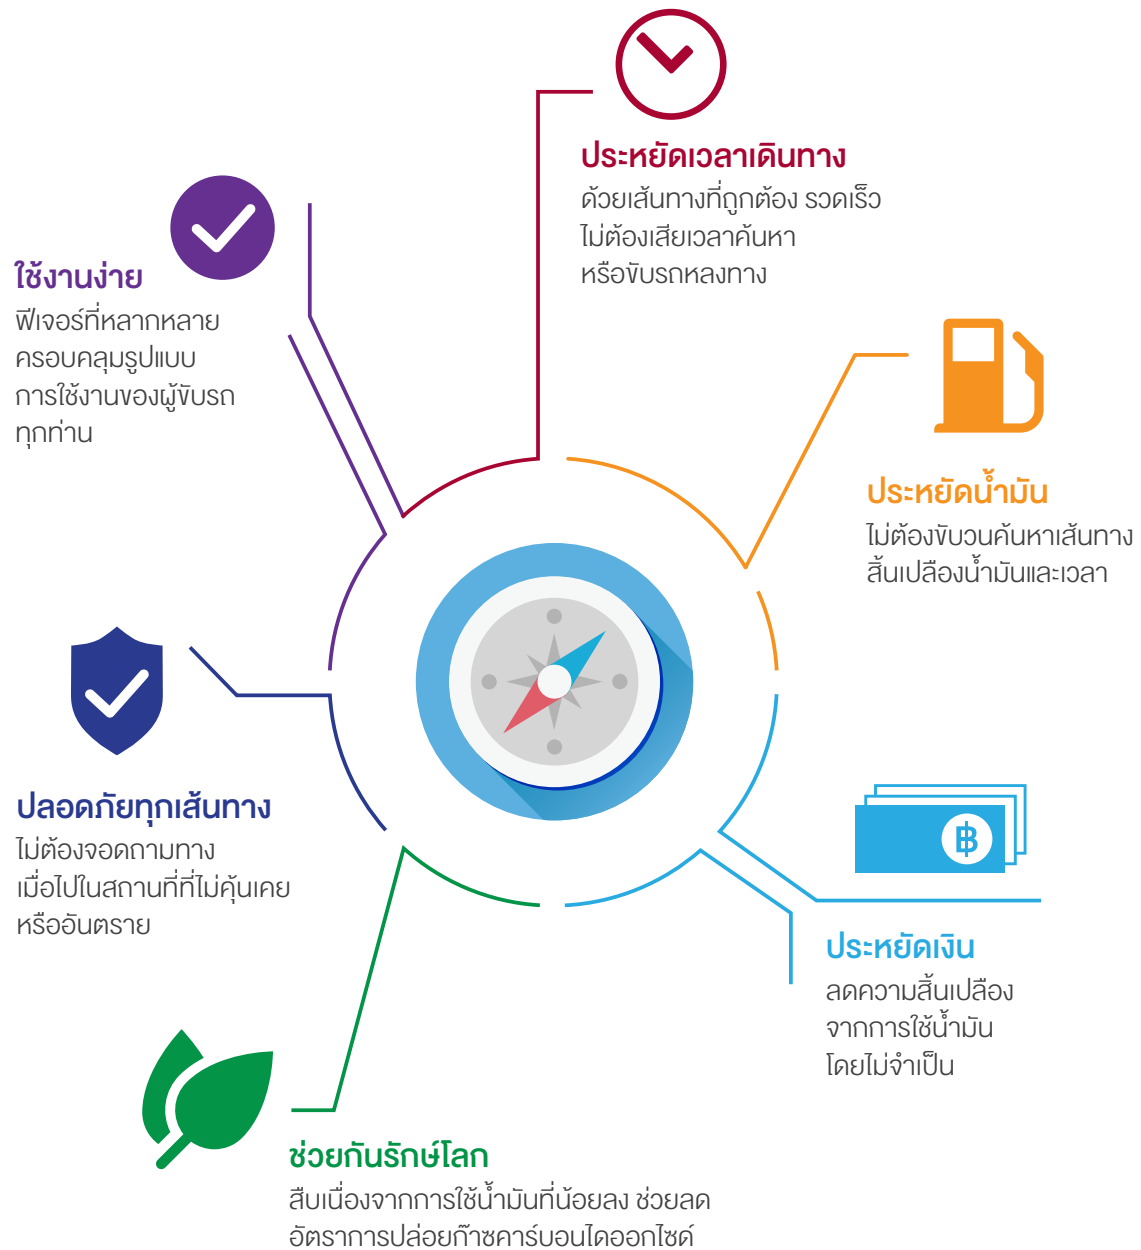 ประหยัดเวลาเดินทาง
ด้วยเส้นทางที่ถูกต้อง รวดเร็ว
ไม่ต้องเสียเวลาค้นหา
หรือขับรถหลงทาง
ใช้งานง่าย
ฟีเจอร์ที่หลากหลาย
ครอบคลุมรูปแบบ
การใช้งานของผู้ขับรถ
ทุกท่าน
ประหยัดน้ำมัน
ไม่ต้องขับวนค้นหาเส้นทาง
สิ้นเปลืองน้ำมันและเวลา
ปลอดภัยทุกเส้นทาง
ไม่ต้องจอดถามทาง
เมื่อไปในสถานที่ที่ไม่คุ้นเคย
หรืออันตราย
฿
ประหยัดเงิน
ลดความสิ้นเปลือง
จากการใช้น้ำมัน
โดยไม่จำเป็น
ช่วยกันรักษ์โลก
สืบเนื่องจากการใช้น้ำมันที่น้อยลง ช่วยลด
อัตราการปล่อยก๊าซคาร์บอนไดออกไซด์